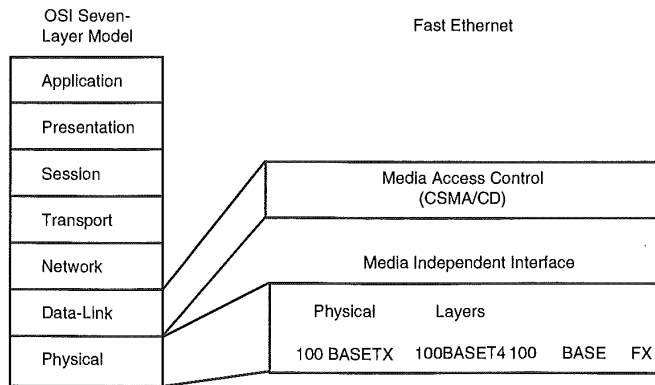 OSI Seven-
Layer Model
Fast Ethernet
Application
Presentation
Session
Transport
Network
Data-Link
Physical
Media Access Control
(CSMA/CD)
Media Independent Interface
Physical Layers
100 BASETX 100BASET4 100 BASE FX